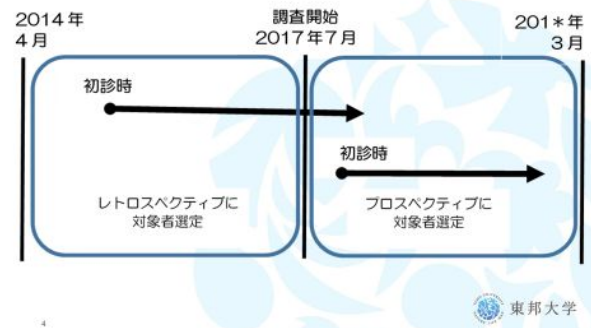 2014年
4月
調査開始
2017年7月
201*年
3月
初診時
レトロスペクティブに
対象者選定
初診時
プロスペクティブに
対象者選定
4
東邦大学